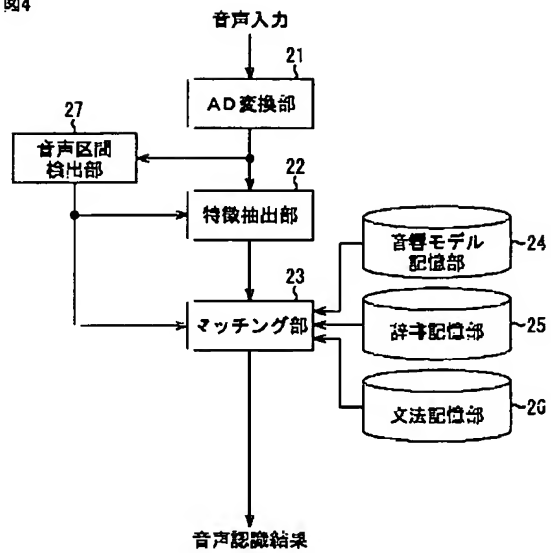 図4
音声入力
21
AD変換部
27
音声区間
検出部
22
特徴抽出部
23
マッチング部
音響モデル
記憶部
24
辞書記憶部
25
文法記憶部
26
音声認識結果